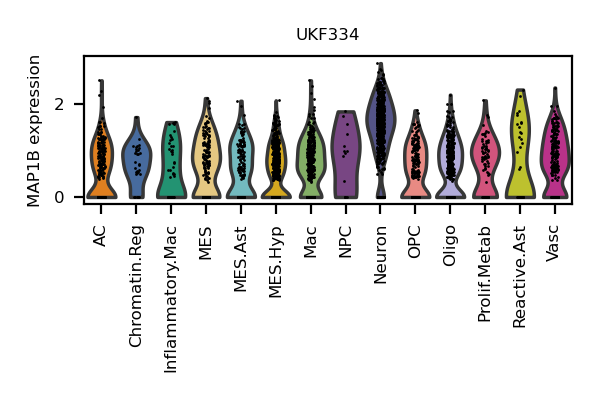 UKF334
MAP1B expression
2
0
AC
Chromatin.Reg
Inflammatory.Mac
MES
MES.Ast
MES.Hyp
Mac
NPC
Neuron
OPC
Oligo
Prolif.Metab
Reactive.Ast
Vasc